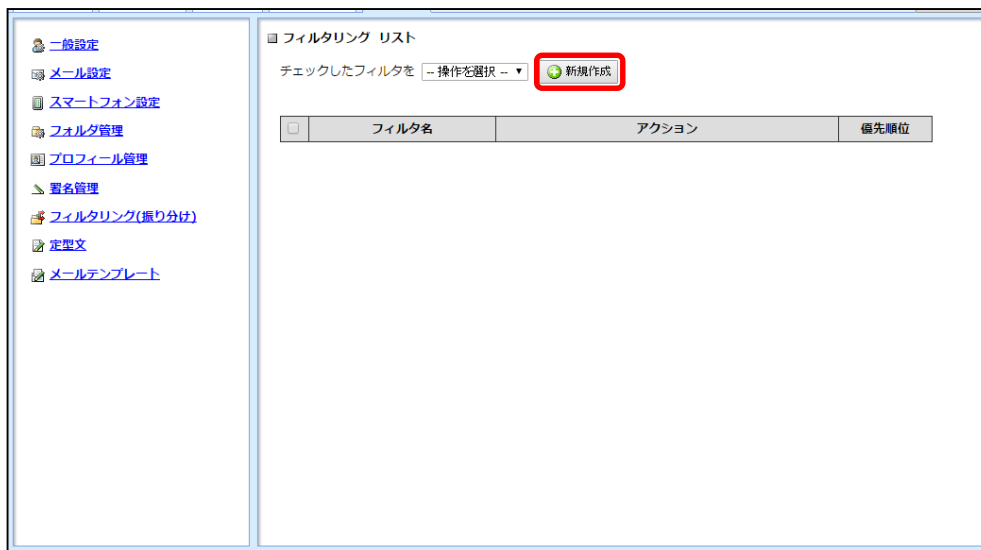 一般設定
メール設定
スマートフォン設定
フォルダ管理
プロフィール管理
署名管理
フィルタリング(振り分け)
定型文
メールテンプレート
フィルタリング リスト
チェックしたフィルタを -- 操作を選択 -- 新規作成
フィルタ名 アクション 優先順位